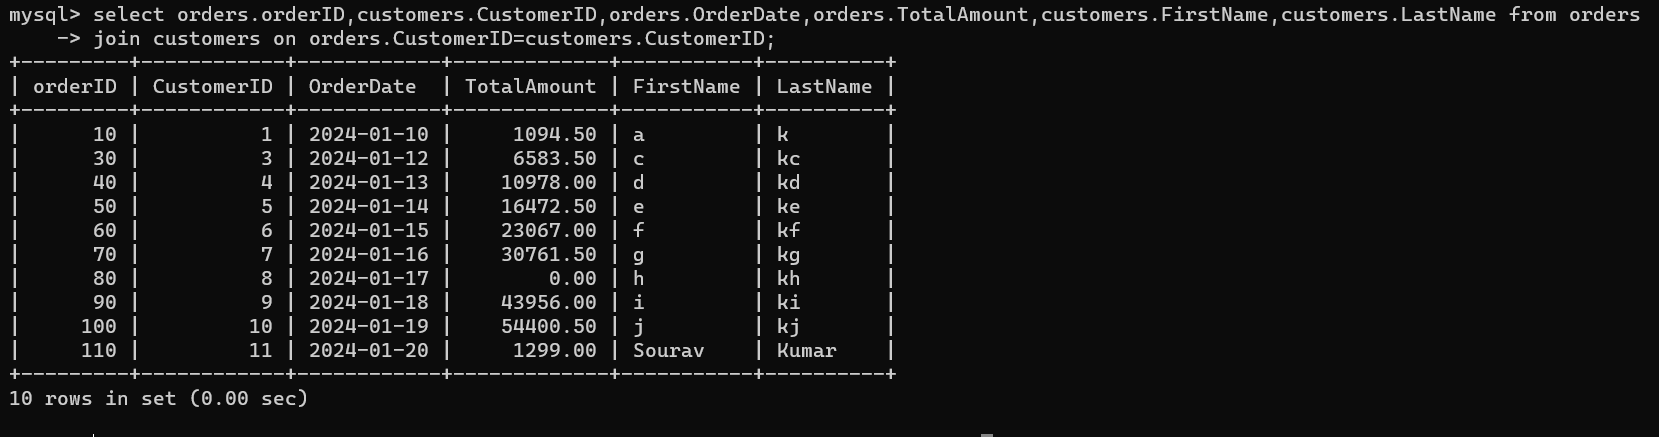 mysql> select orders.orderID,customers.CustomerID,orders.OrderDate,orders.TotalAmount,customers.FirstName,customers.LastName from orders
    -> join customers on orders.CustomerID=customers.CustomerID;
+---------+------------+------------+-------------+-----------+----------+
| orderID | CustomerID | OrderDate  | TotalAmount | FirstName | LastName |
+---------+------------+------------+-------------+-----------+----------+
|      10 |          1 | 2024-01-10 |     1094.50 | a         | k        |
|      30 |          3 | 2024-01-12 |     6583.50 | c         | kc       |
|      40 |          4 | 2024-01-13 |    10978.00 | d         | kd       |
|      50 |          5 | 2024-01-14 |    16472.50 | e         | ke       |
|      60 |          6 | 2024-01-15 |    23067.00 | f         | kf       |
|      70 |          7 | 2024-01-16 |    30761.50 | g         | kg       |
|      80 |          8 | 2024-01-17 |        0.00 | h         | kh       |
|      90 |          9 | 2024-01-18 |    43956.00 | i         | ki       |
|     100 |         10 | 2024-01-19 |    54400.50 | j         | kj       |
|     110 |         11 | 2024-01-20 |     1299.00 | Sourav    | Kumar    |
+---------+------------+------------+-------------+-----------+----------+
10 rows in set (0.00 sec)